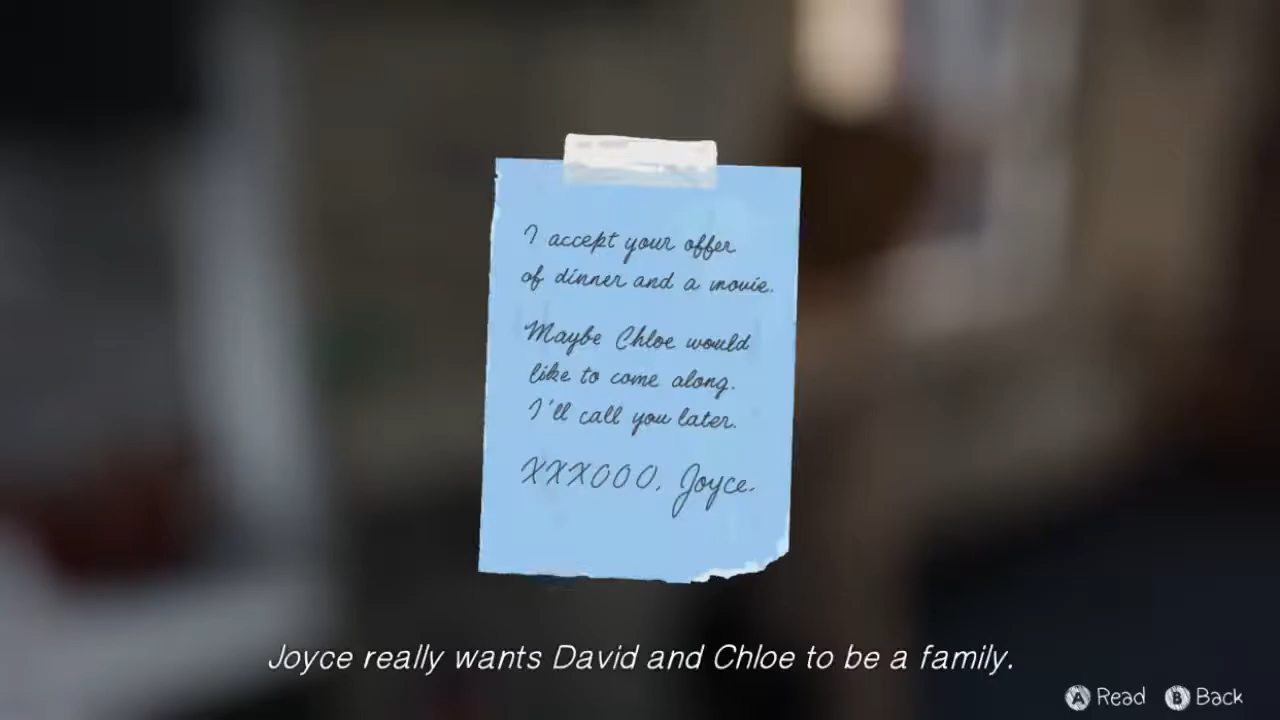 I accept your offer
of dinner and a movie.
Maybe Chloe would
like to come along.
I'll call you later.
XXXOOO, Joyce.
Joyce really wants David and Chloe to be a family.
A Read B Back